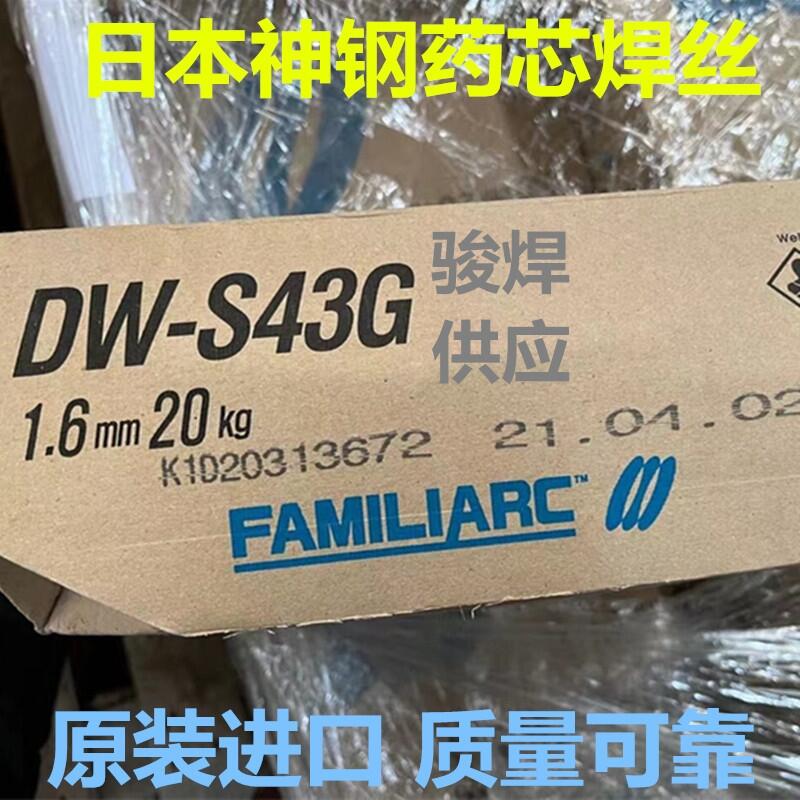 日本神钢药芯焊丝
DW-S43G
骏焊
供应
1.6mm 20kg
K1D20313672 21.04.02
FAMILIARC™
原装进口 质量可靠